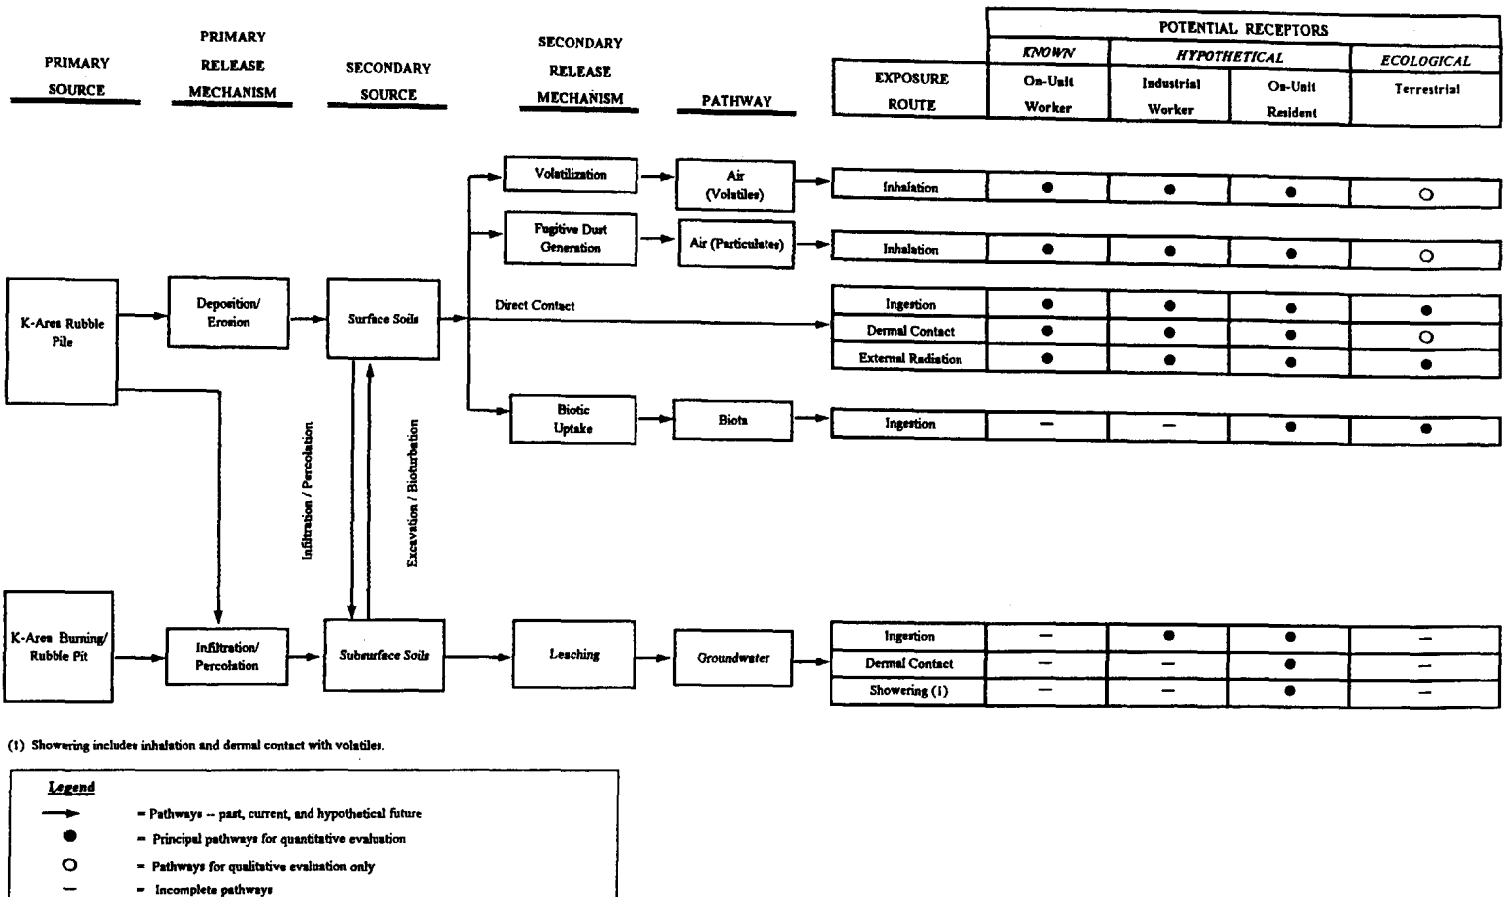 PRIMARY
SOURCE
PRIMARY
RELEASE
MECHANISM
SECONDARY
SOURCE
SECONDARY
RELEASE
MECHANISM
PATHWAY
EXPOSURE
ROUTE
POTENTIAL RECEPTORS
KNOWN
HYPOTHETICAL
ECOLOGICAL
On-Unit
Worker
Industrial
Worker
On-Unit
Resident
Terrestrial
Volatilization
Air
(Volatiles)
Inhalation ● ● ● ○
Fugitive Dust
Generation
Air (Particulates)
Inhalation ● ● ● ○
K-Area Rubble
Pile
Deposition/
Erosion
Surface Soils
Direct Contact
Ingestion ● ● ● ●
Dermal Contact ● ● ● ○
External Radiation ● ● ● ●
Biotic
Uptake
Biota
Ingestion – – ● ●
Infiltration / Percolation
Excavation / Bioturbation
K-Area Burning/
Rubble Pit
Infiltration/
Percolation
Subsurface Soils
Leaching
Groundwater
Ingestion – ● ● –
Dermal Contact – – ● –
Showering (1) – – ● –
(1) Showering includes inhalation and dermal contact with volatiles.
Legend
= Pathways -- past, current, and hypothetical future
● = Principal pathways for quantitative evaluation
○ = Pathways for qualitative evaluation only
– = Incomplete pathways